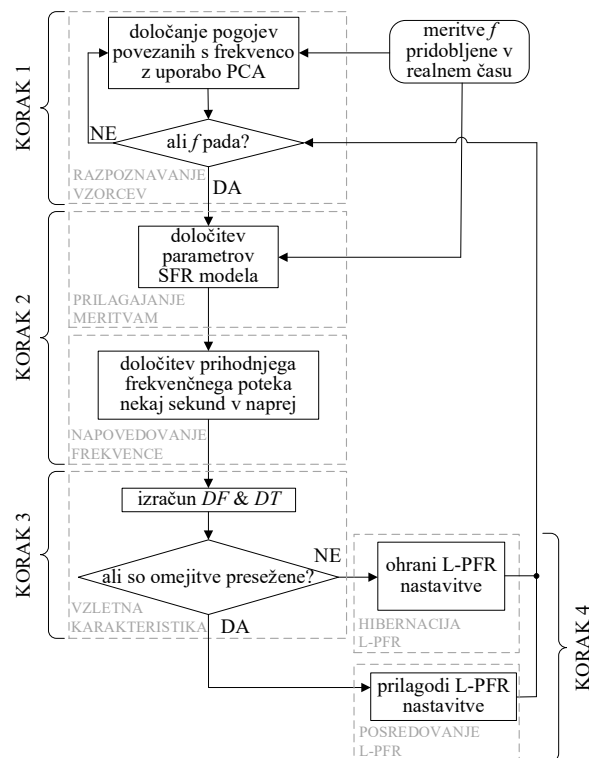 KORAK 1
določanje pogojev
povezanih s frekvenco
z uporabo PCA
meritve f
pridobljene v
realnem času
NE
ali f pada?
RAZPOZNAVANJE
VZORCEV
DA
KORAK 2
določitev
parametrov
SFR modela
PRILAGAJANJE
MERITVAM
določitev prihodnjega
frekvenčnega poteka
nekaj sekund v naprej
NAPOVEDOVANJE
FREKVENCE
KORAK 3
izračun DF & DT
ali so omejitve presežene?
NE
VZLETNA
KARAKTERISTIKA
DA
ohrani L-PFR
nastavitve
HIBERNACIJA
L-PFR
KORAK 4
prilagodi L-PFR
nastavitve
POSREDOVANJE
L-PFR